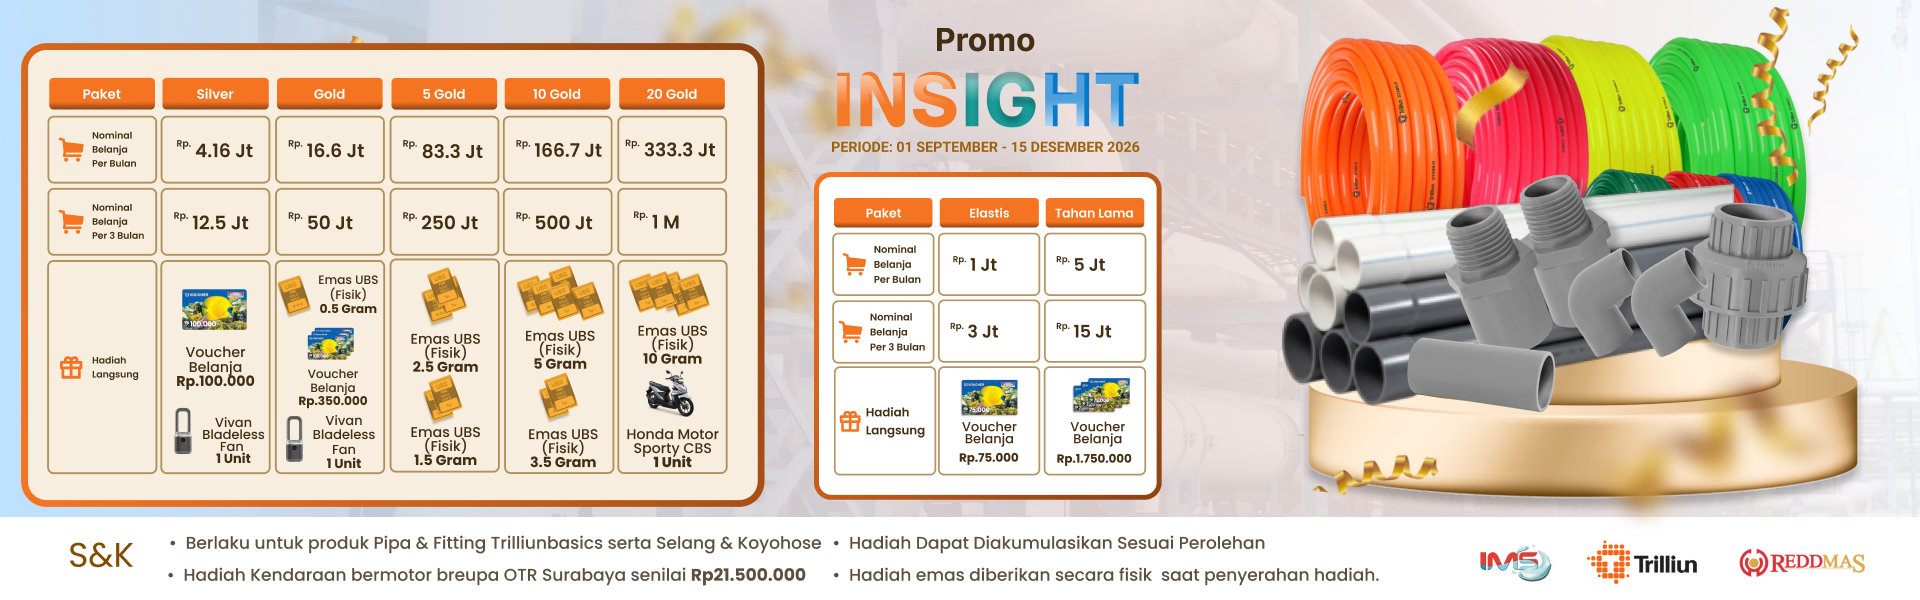 Promo
INSIGHT
PERIODE: 01 SEPTEMBER - 15 DESEMBER 2026
Paket
Silver
Gold
5 Gold
10 Gold
20 Gold
Nominal
Belanja
Per Bulan
Rp. 4.16 Jt
Rp. 16.6 Jt
Rp. 83.3 Jt
Rp. 166.7 Jt
Rp. 333.3 Jt
Nominal
Belanja
Per 3 Bulan
Rp. 12.5 Jt
Rp. 50 Jt
Rp. 250 Jt
Rp. 500 Jt
Rp. 1 M
Hadiah
Langsung
VOUCHER
100.000
Voucher
Belanja
Rp.100.000
Vivan
Bladeless
Fan
1 Unit
Emas UBS
(Fisik)
0.5 Gram
Voucher
Belanja
Rp.350.000
Vivan
Bladeless
Fan
1 Unit
Emas UBS
(Fisik)
2.5 Gram
Emas UBS
(Fisik)
1.5 Gram
Emas UBS
(Fisik)
5 Gram
Emas UBS
(Fisik)
3.5 Gram
Emas UBS
(Fisik)
10 Gram
Honda Motor
Sporty CBS
1 Unit
Paket
Elastis
Tahan Lama
Nominal
Belanja
Per Bulan
Rp. 1 Jt
Rp. 5 Jt
Nominal
Belanja
Per 3 Bulan
Rp. 3 Jt
Rp. 15 Jt
Hadiah
Langsung
VOUCHER
75.000
Voucher
Belanja
Rp.75.000
Voucher
Belanja
Rp.1.750.000
S&K
• Berlaku untuk produk Pipa & Fitting Trilliunbasics serta Selang & Koyohose
• Hadiah Kendaraan bermotor breupa OTR Surabaya senilai Rp21.500.000
• Hadiah Dapat Diakumulasikan Sesuai Perolehan
• Hadiah emas diberikan secara fisik saat penyerahan hadiah.
IMS
Trilliun
REDDMAS